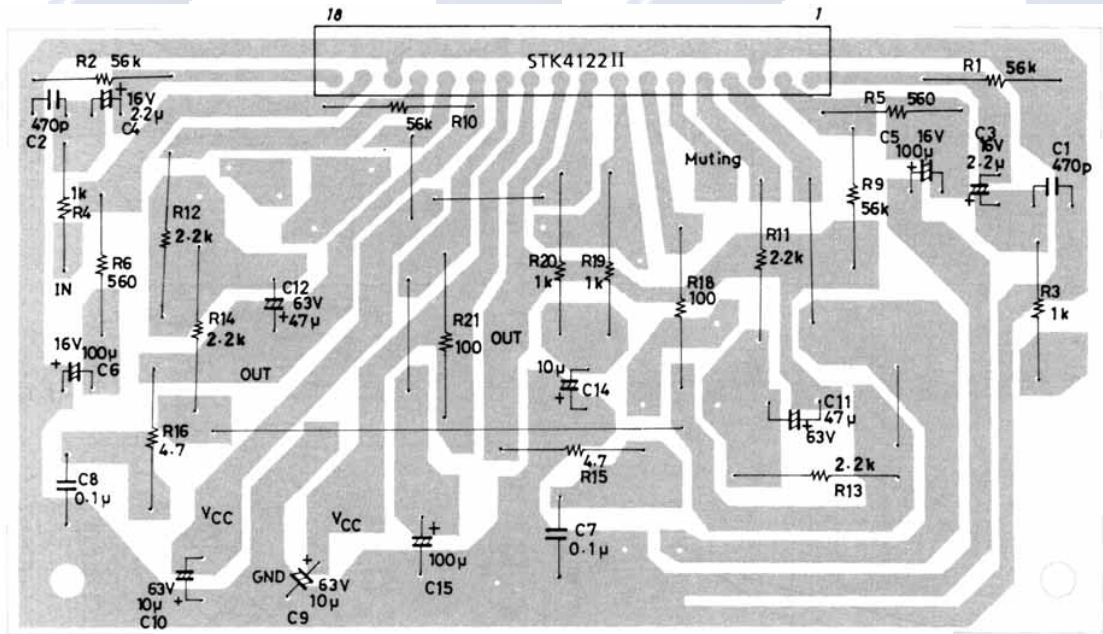 18
1
STK4122II
R2 56k
16V
2.2µ
C4
470p
C2
56k
R10
R1
56k
R5
560
C5
16V
100µ
C3
16V
2.2µ
C1
470p
Muting
R9
56k
1k
R4
R12
2.2k
R6
560
IN
C12
63V
47µ
R14
2.2k
R20
1k
R19
1k
R18
100
R11
2.2k
R3
1k
R21
100
OUT
16V
100µ
C6
OUT
10µ
C14
C11
47µ
63V
R16
4.7
4.7
R15
2.2k
R13
C8
0.1µ
VCC
VCC
100µ
C15
C7
0.1µ
63V
10µ
C10
GND
63V
10µ
C9